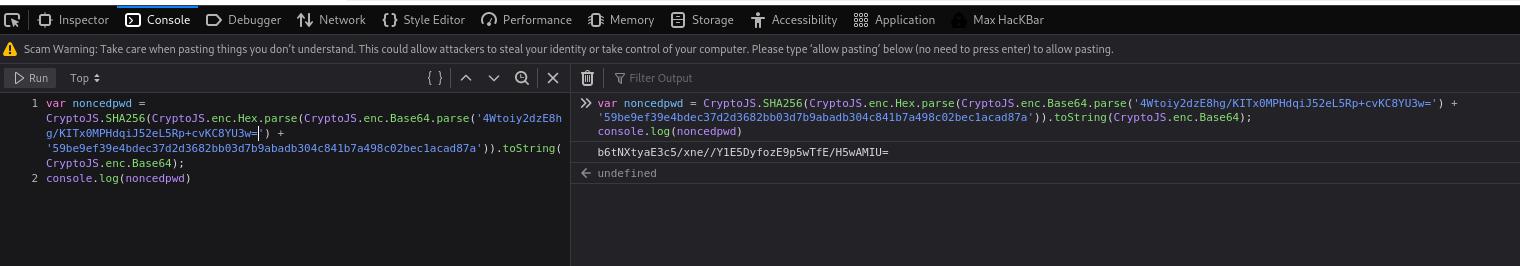 Inspector Console Debugger Network Style Editor Performance Memory Storage Accessibility Application Max HacKBar
Scam Warning: Take care when pasting things you don’t understand. This could allow attackers to steal your identity or take control of your computer. Please type ‘allow pasting’ below (no need to press enter) to allow pasting.
Run Top { }
Filter Output
1 var noncedpwd =
CryptoJS.SHA256(CryptoJS.enc.Hex.parse(CryptoJS.enc.Base64.parse('4Wtoiy2dzE8h
g/KITx0MPHdqiJ52eL5Rp+cvKC8YU3w=') +
'59be9ef39e4bdec37d2d3682bb03d7b9abadb304c841b7a498c02bec1acad87a')).toString(
CryptoJS.enc.Base64);
2 console.log(noncedpwd)
var noncedpwd = CryptoJS.SHA256(CryptoJS.enc.Hex.parse(CryptoJS.enc.Base64.parse('4Wtoiy2dzE8hg/KITx0MPHdqiJ52eL5Rp+cvKC8YU3w=') +
'59be9ef39e4bdec37d2d3682bb03d7b9abadb304c841b7a498c02bec1acad87a')).toString(CryptoJS.enc.Base64);
console.log(noncedpwd)
b6tNXtyaE3c5/xne//Y1E5DyfozE9p5wTfE/H5wAMIU=
undefined